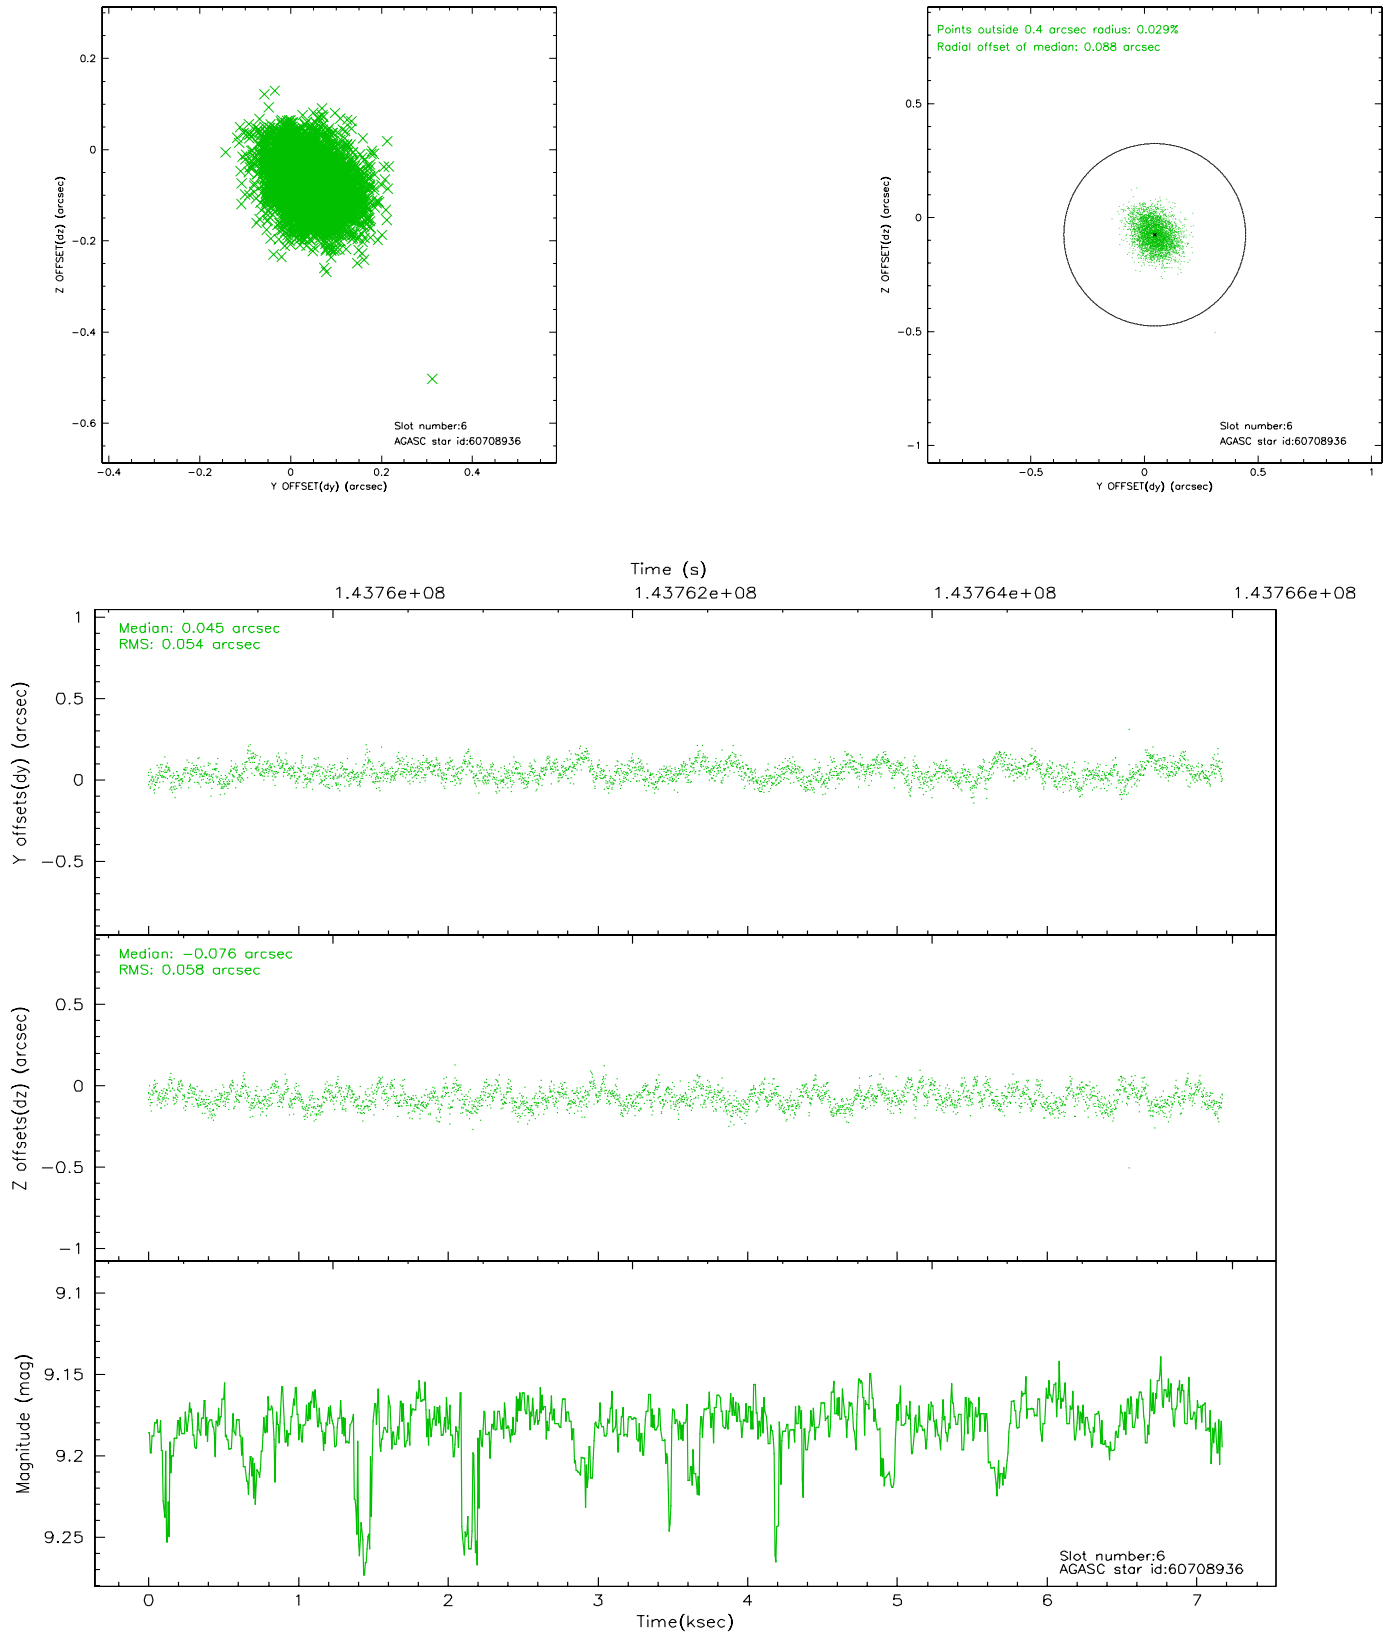 0.2
0
−0.2
−0.4
−0.6
Z OFFSET(dz) (arcsec)
Slot number:6
AGASC star id:60708936
−0.4
−0.2
0
0.2
0.4
Y OFFSET(dy) (arcsec)
Points outside 0.4 arcsec radius: 0.029%
Radial offset of median: 0.088 arcsec
0.5
0
−0.5
−1
Z OFFSET(dz) (arcsec)
Slot number:6
AGASC star id:60708936
−0.5
0
0.5
1
Y OFFSET(dy) (arcsec)
Time (s)
1.4376e+08
1.43762e+08
1.43764e+08
1.43766e+08
Median: 0.045 arcsec
RMS: 0.054 arcsec
1
0.5
0
−0.5
Y offsets(dy) (arcsec)
Median: −0.076 arcsec
RMS: 0.058 arcsec
0.5
0
−0.5
−1
Z offsets(dz) (arcsec)
9.1
9.15
9.2
9.25
Magnitude (mag)
Slot number:6
AGASC star id:60708936
0
1
2
3
4
5
6
7
Time(ksec)